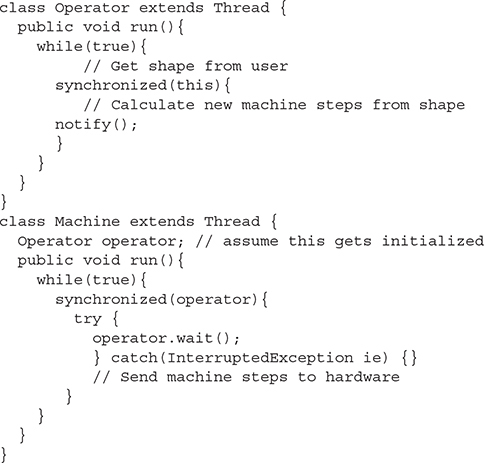 class Operator extends Thread {
  public void run(){
    while(true){
         // Get shape from user
      synchronized(this){
         // Calculate new machine steps from shape
      notify();
      }
    }
  }
}
class Machine extends Thread {
  Operator operator; // assume this gets initialized
  public void run(){
    while(true){
      synchronized(operator){
        try {
          operator.wait();
          } catch(InterruptedException ie) {}
          // Send machine steps to hardware
       }
    }
  }
}